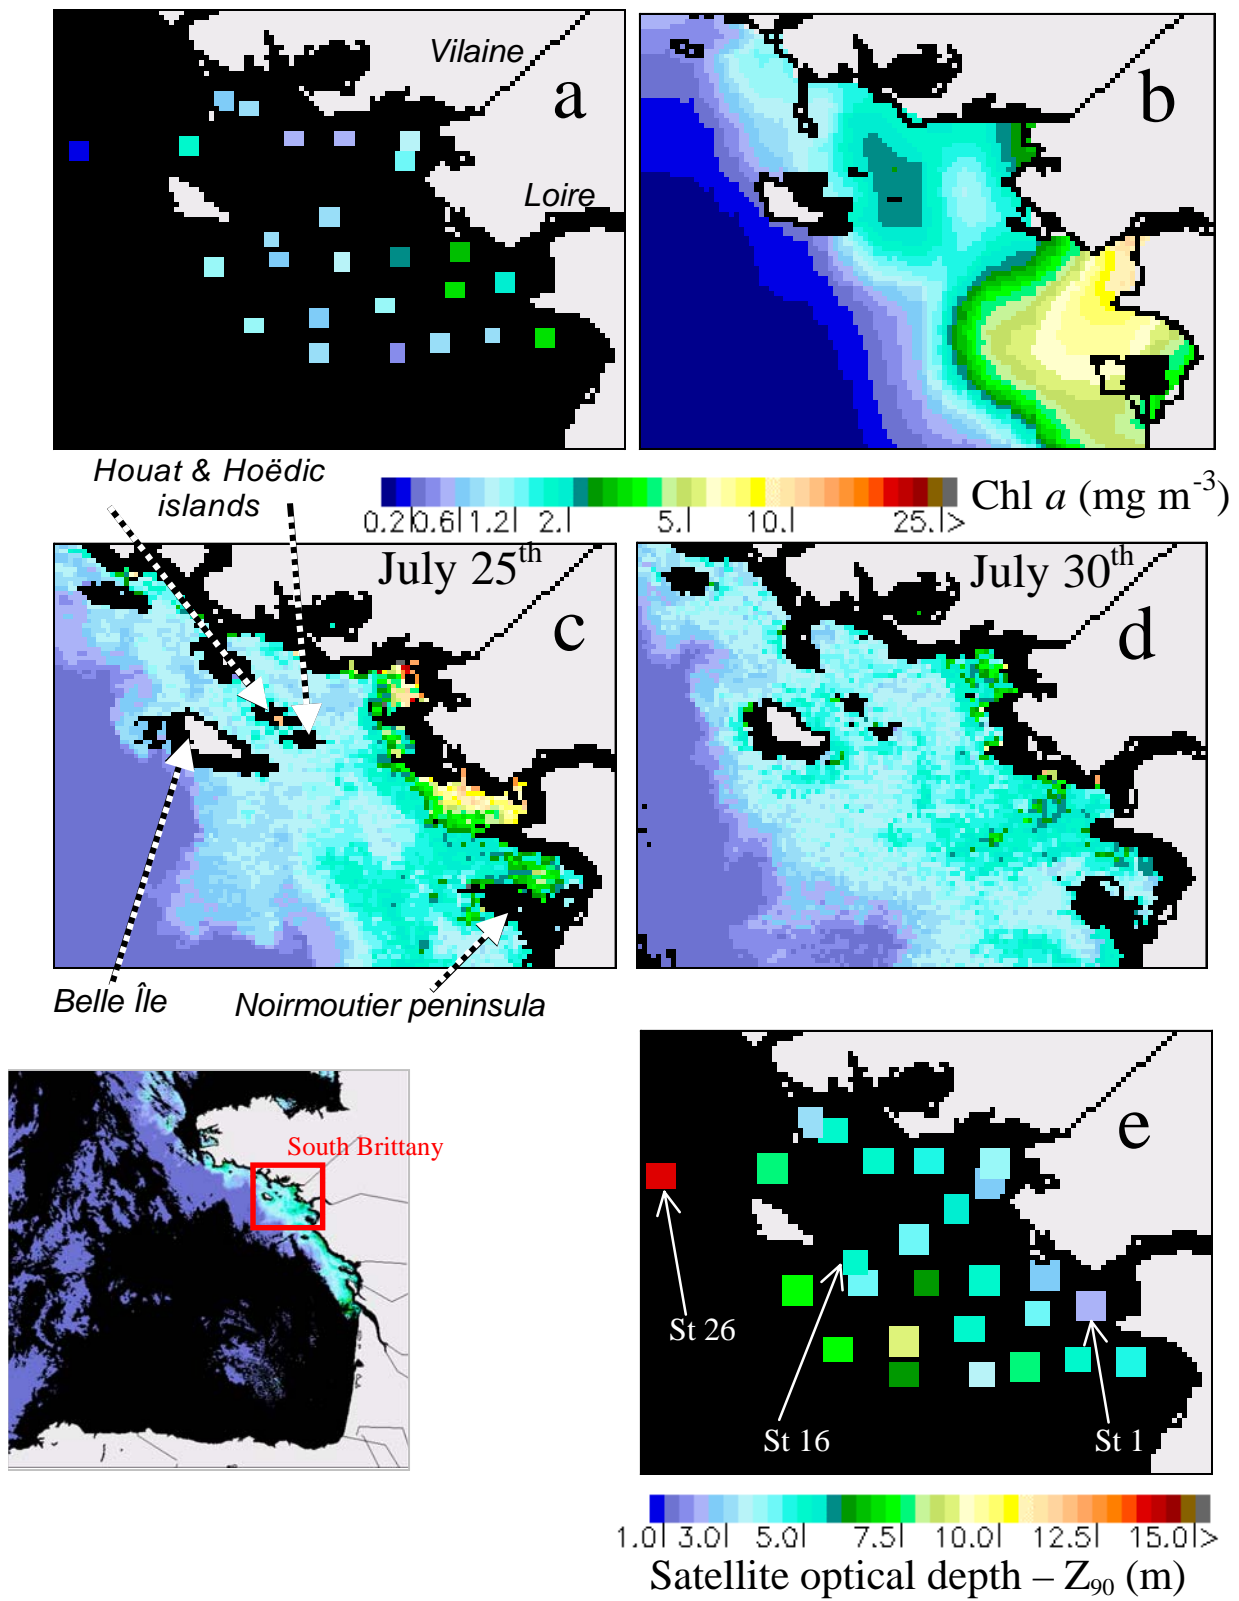 Vilaine
a
Loire
b
Houat & Hoëdic
islands
0.2 0.6 1.2 2. 5. 10. 25. >
Chl a (mg m-3)
July 25th
c
July 30th
d
Belle Île
Noirmoutier peninsula
South Brittany
e
St 26
St 16
St 1
1.0 3.0 5.0 7.5 10.0 12.5 15.0 >
Satellite optical depth – Z90 (m)